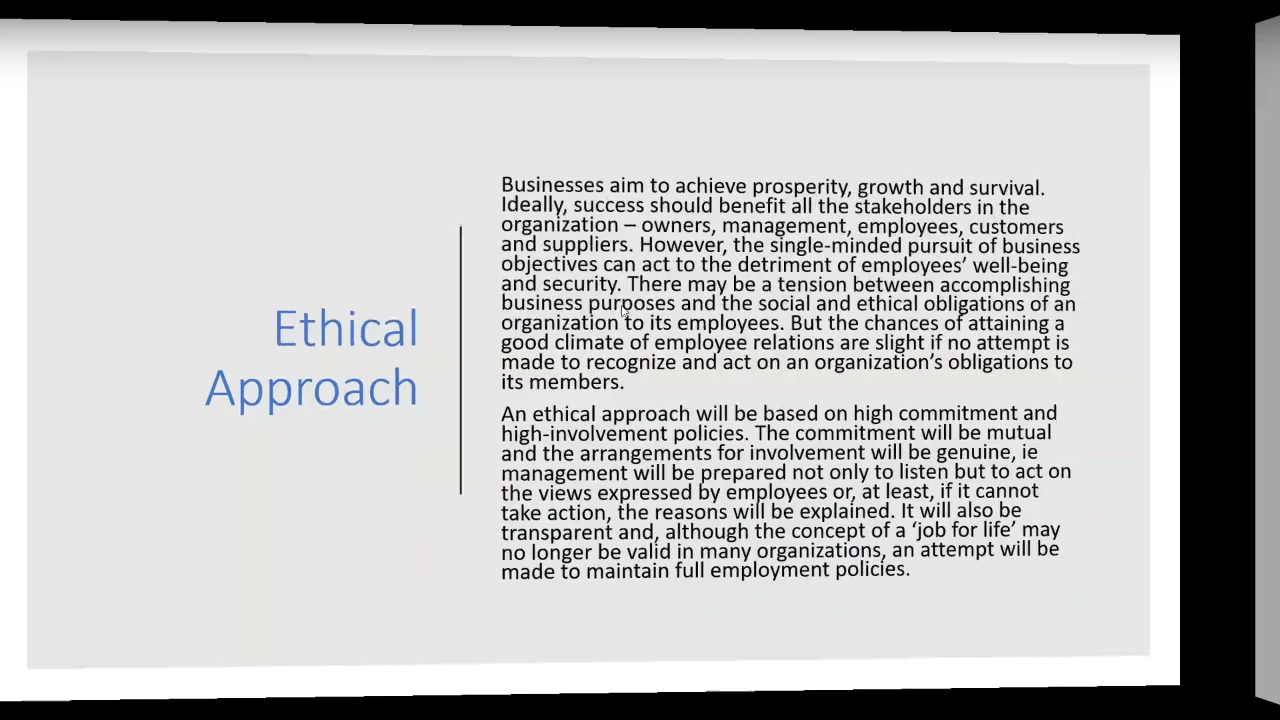 Ethical
Approach
Businesses aim to achieve prosperity, growth and survival.
Ideally, success should benefit all the stakeholders in the
organization – owners, management, employees, customers
and suppliers. However, the single-minded pursuit of business
objectives can act to the detriment of employees’ well-being
and security. There may be a tension between accomplishing
business purposes and the social and ethical obligations of an
organization to its employees. But the chances of attaining a
good climate of employee relations are slight if no attempt is
made to recognize and act on an organization’s obligations to
its members.
An ethical approach will be based on high commitment and
high-involvement policies. The commitment will be mutual
and the arrangements for involvement will be genuine, ie
management will be prepared not only to listen but to act on
the views expressed by employees or, at least, if it cannot
take action, the reasons will be explained. It will also be
transparent and, although the concept of a ‘job for life’ may
no longer be valid in many organizations, an attempt will be
made to maintain full employment policies.